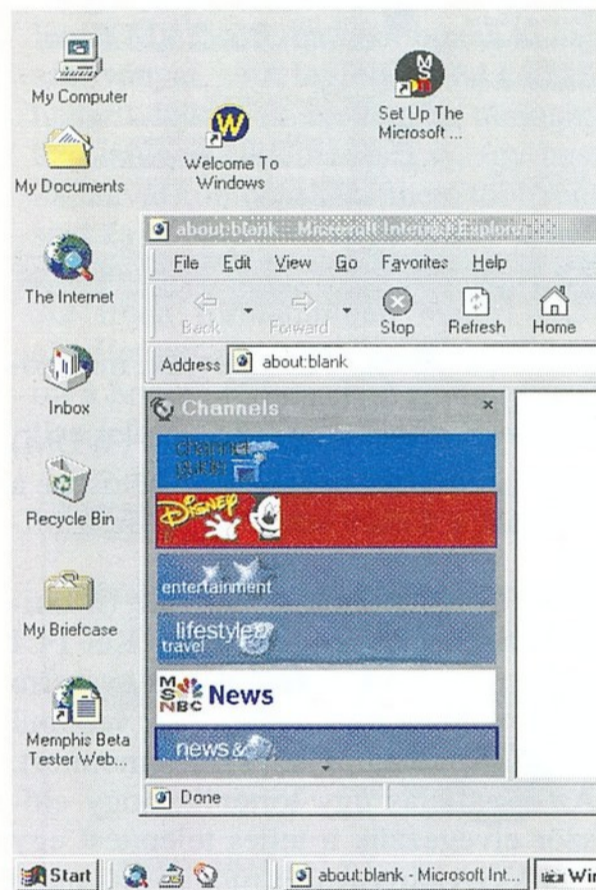 My Computer
My Documents
Welcome To
Windows
MSN
Set Up The
Microsoft ...
The Internet
Inbox
Recycle Bin
My Briefcase
Memphis Beta
Tester Web...
about:blank - Microsoft Internet Explorer
File Edit View Go Favorites Help
Back Forward Stop Refresh Home
Address about:blank
Channels
channel
guide
Disney
entertainment
lifestyle&
travel
MSNBC News
news &
Done
Start
about:blank - Microsoft Int...
Wi